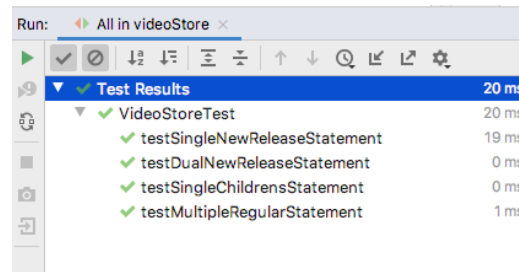 Run: All in videoStore ×
Test Results 20 ms
VideoStoreTest 20 ms
testSingleNewReleaseStatement 19 ms
testDualNewReleaseStatement 0 ms
testSingleChildrensStatement 0 ms
testMultipleRegularStatement 1 ms